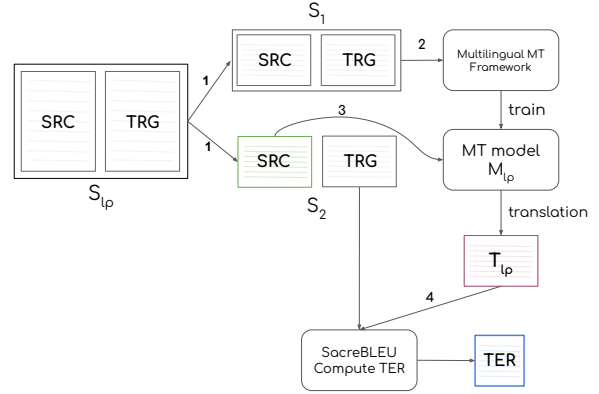 S1
SRC
TRG
2
Multilingual MT
Framework
1
train
SRC
TRG
3
1
SRC
TRG
MT model
Mlp
Slp
S2
translation
Tlp
4
SacreBLEU
Compute TER
TER